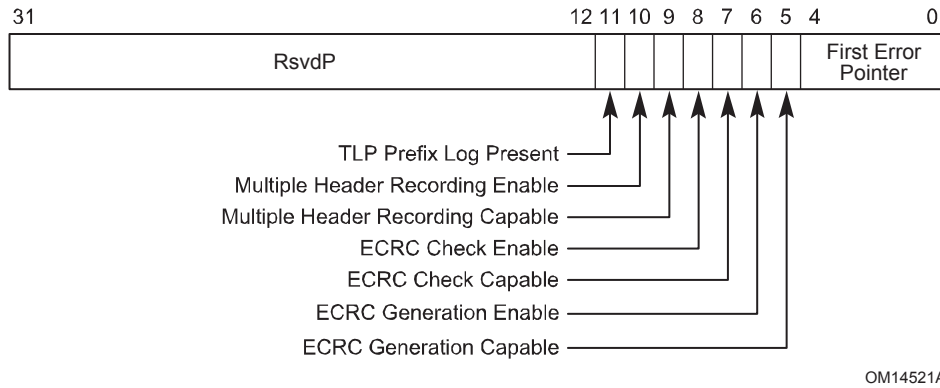 31 12 11 10 9 8 7 6 5 4 0
RsvdP
First Error
Pointer
TLP Prefix Log Present
Multiple Header Recording Enable
Multiple Header Recording Capable
ECRC Check Enable
ECRC Check Capable
ECRC Generation Enable
ECRC Generation Capable
OM14521A